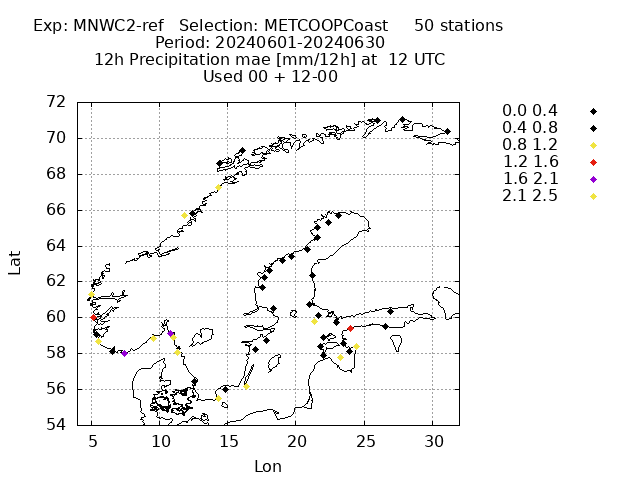 Exp: MNWC2-ref   Selection: METCOOPCoast     50 stations
Period: 20240601-20240630
12h Precipitation mae [mm/12h] at  12 UTC
Used 00 + 12-00
0.0 0.4
0.4 0.8
0.8 1.2
1.2 1.6
1.6 2.1
2.1 2.5
72
70
68
66
64
62
60
58
56
54
Lat
5 10 15 20 25 30
Lon